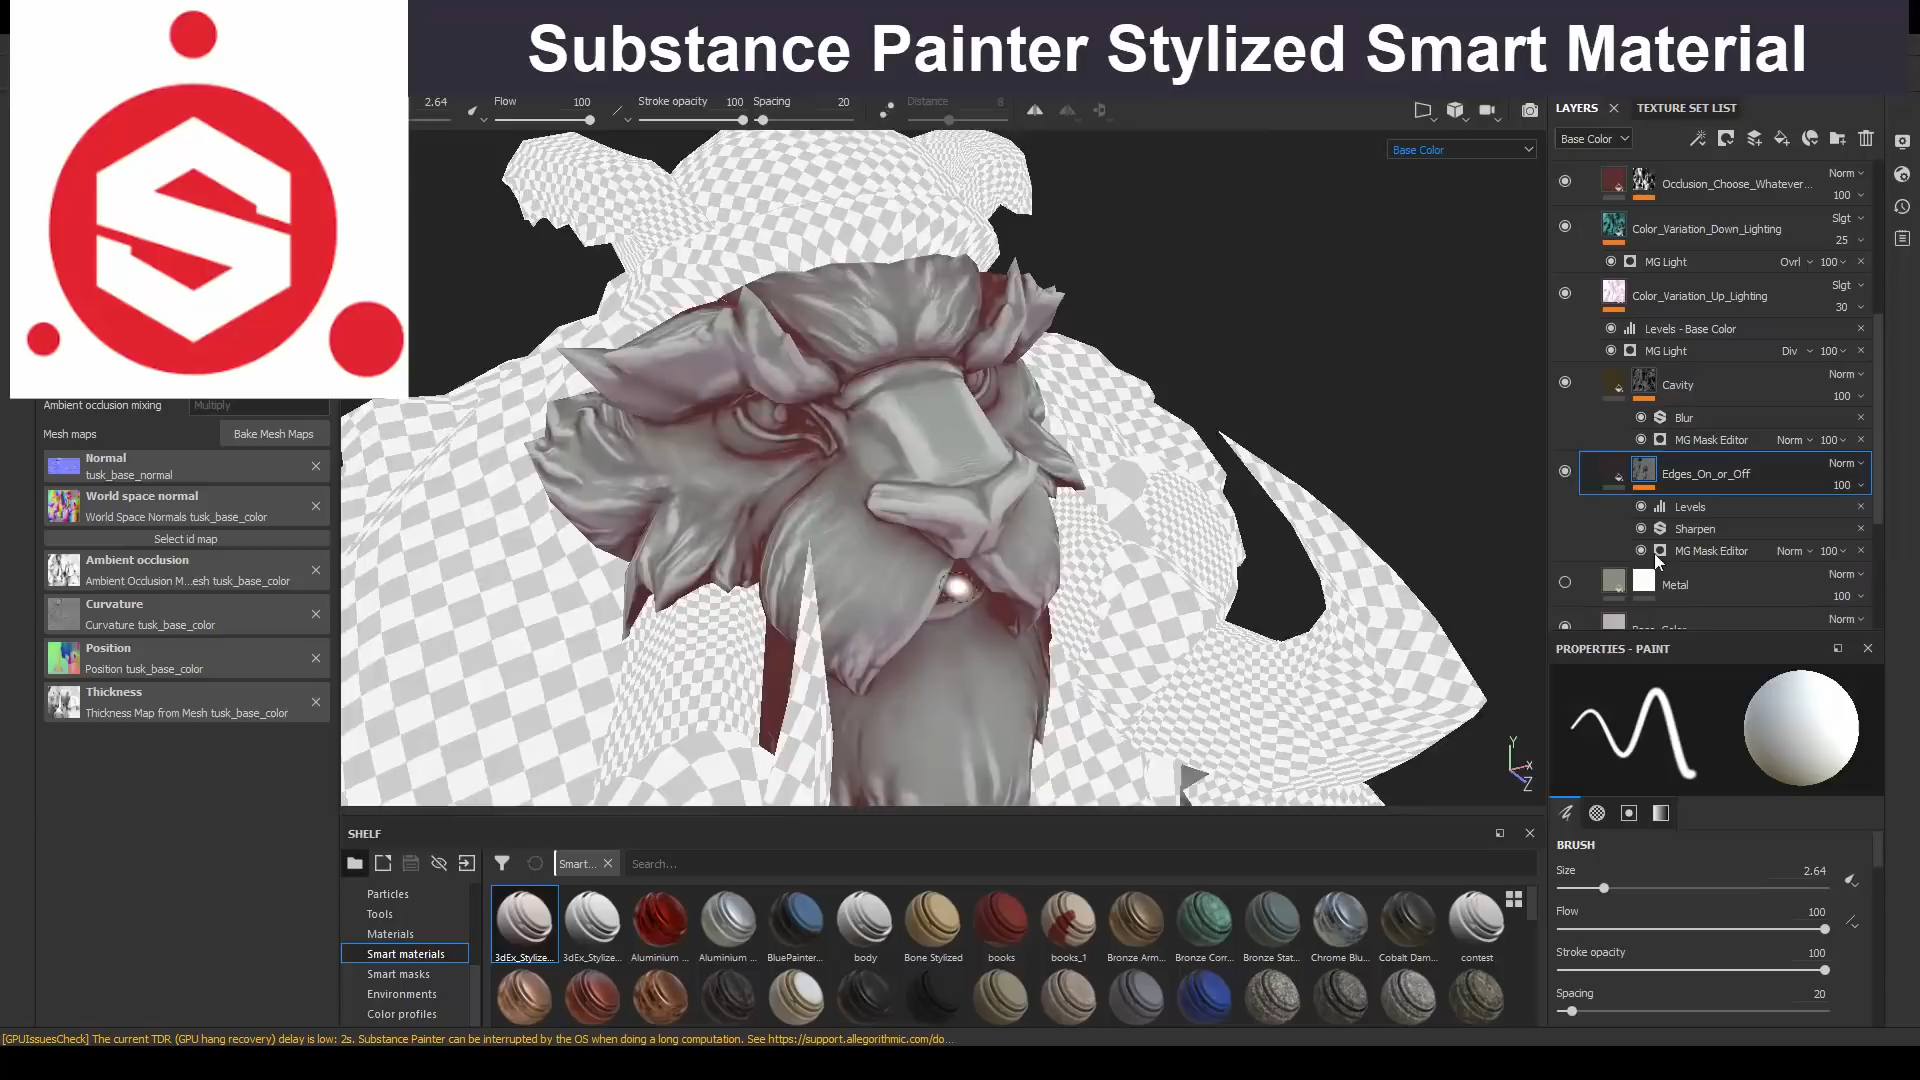 Substance Painter Stylized Smart Material
2.64 Flow 100 Stroke opacity 100 Spacing 20 Distance 8
Base Color
Ambient occlusion mixing Multiply
Mesh maps Bake Mesh Maps
Normal
tusk_base_normal
World space normal
World Space Normals tusk_base_color
Select id map
Ambient occlusion
Ambient Occlusion M...esh tusk_base_color
Curvature
Curvature tusk_base_color
Position
Position tusk_base_color
Thickness
Thickness Map from Mesh tusk_base_color
Y
X
Z
LAYERS TEXTURE SET LIST
Base Color
Occlusion_Choose_Whatever... Norm
100
Color_Variation_Down_Lighting Slgt
25
MG Light Ovrl 100
Color_Variation_Up_Lighting Slgt
30
Levels - Base Color
MG Light Div 100
Cavity Norm
100
Blur
MG Mask Editor Norm 100
Edges_On_or_Off Norm
100
Levels
Sharpen
MG Mask Editor Norm 100
Metal Norm
100
Norm
PROPERTIES - PAINT
BRUSH
Size 2.64
Flow 100
Stroke opacity 100
Spacing 20
SHELF
Smart... Search...
Particles
Tools
Materials
Smart materials
Smart masks
Environments
Color profiles
3dEx_Stylize... 3dEx_Stylize... Aluminium ... Aluminium ... BluePainter... body Bone Stylized books books_1 Bronze Arm... Bronze Corr... Bronze Stat... Chrome Blu... Cobalt Dam... contest
[GPUIssuesCheck] The current TDR (GPU hang recovery) delay is low: 2s. Substance Painter can be interrupted by the OS when doing a long computation. See https://support.allegorithmic.com/do...